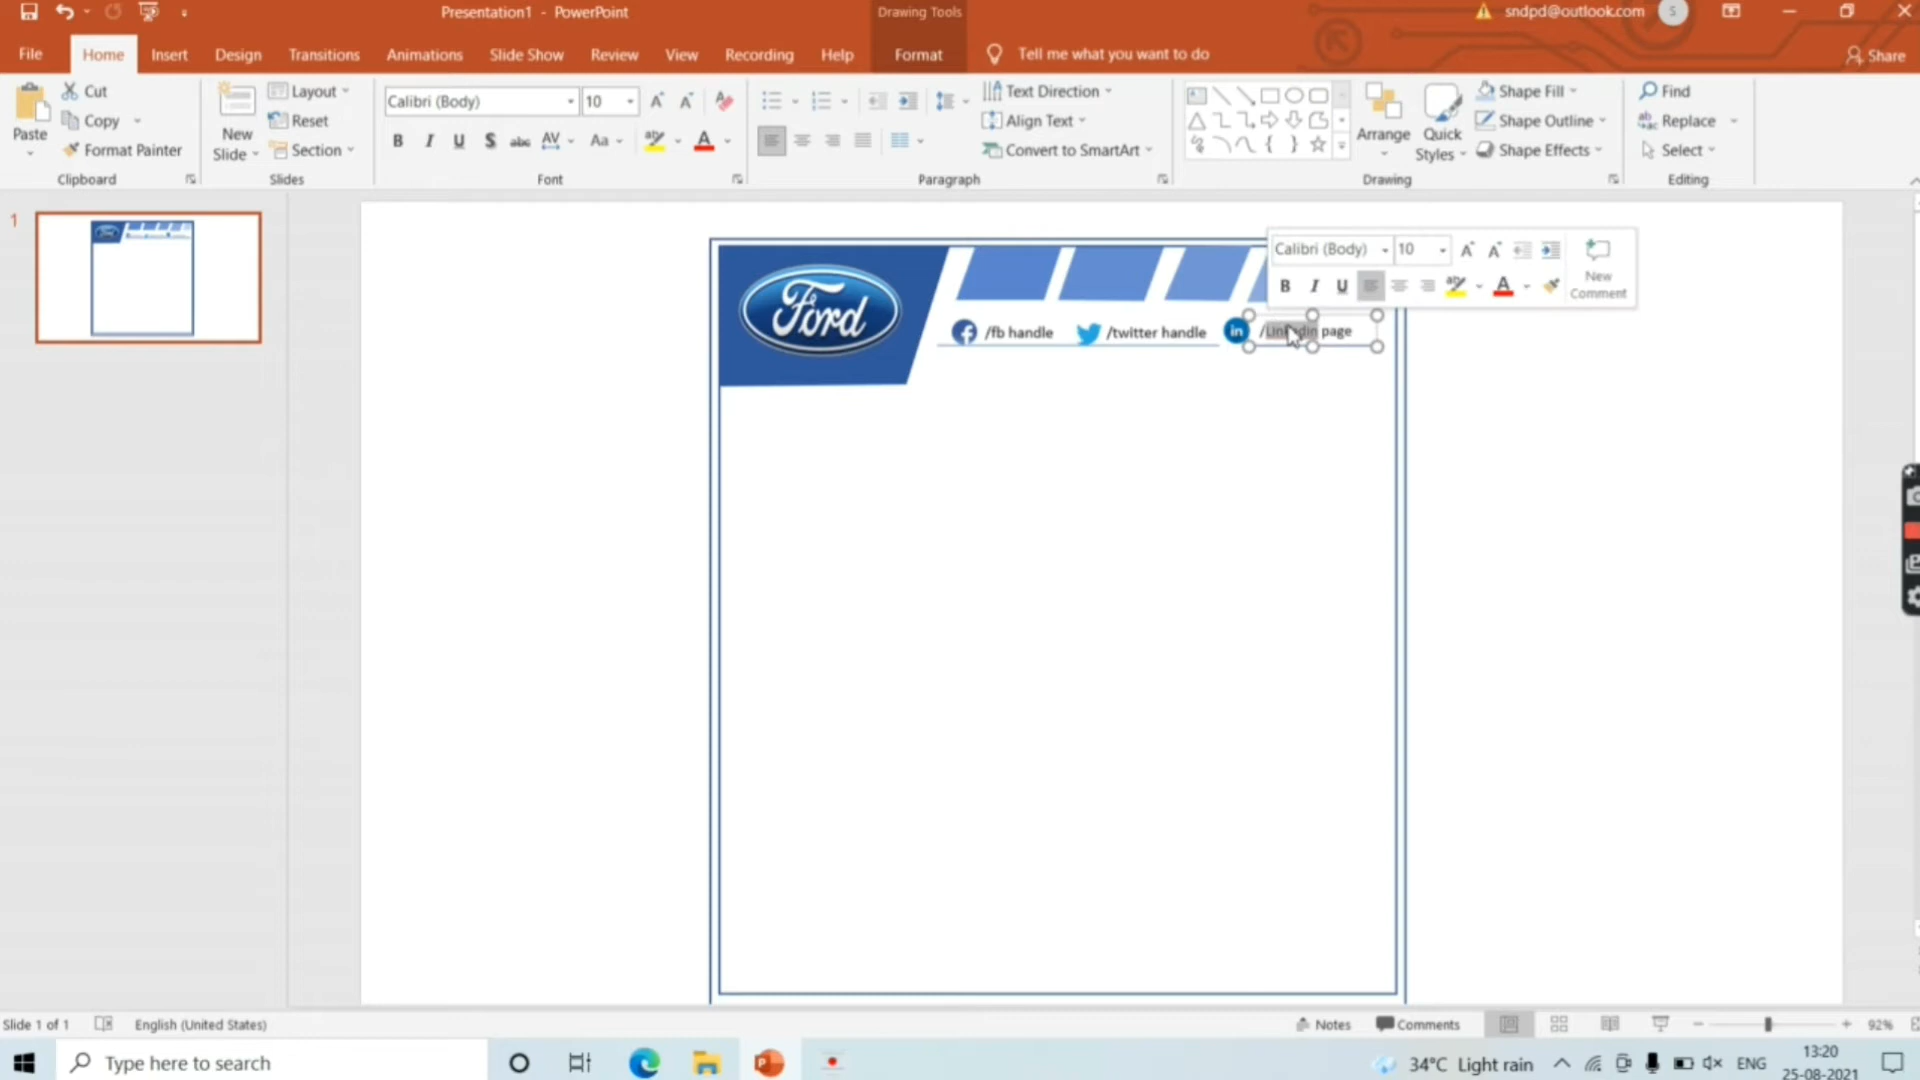 Presentation1 - PowerPoint
Drawing Tools
sndpd@outlook.com
S
File
Home
Insert
Design
Transitions
Animations
Slide Show
Review
View
Recording
Help
Format
Tell me what you want to do
Share
Paste
Cut
Copy
Format Painter
Clipboard
New Slide
Layout
Reset
Section
Slides
Calibri (Body)
10
B I U S abc AV Aa A
Font
Text Direction
Align Text
Convert to SmartArt
Paragraph
Arrange
Quick Styles
Shape Fill
Shape Outline
Shape Effects
Drawing
Find
Replace
Select
Editing
1
Ford
/fb handle
/twitter handle
in
/Linkedin page
Calibri (Body)
10
B I U A
New
Comment
Slide 1 of 1
English (United States)
Notes
Comments
92%
Type here to search
34°C Light rain
ENG
13:20
25-08-2021